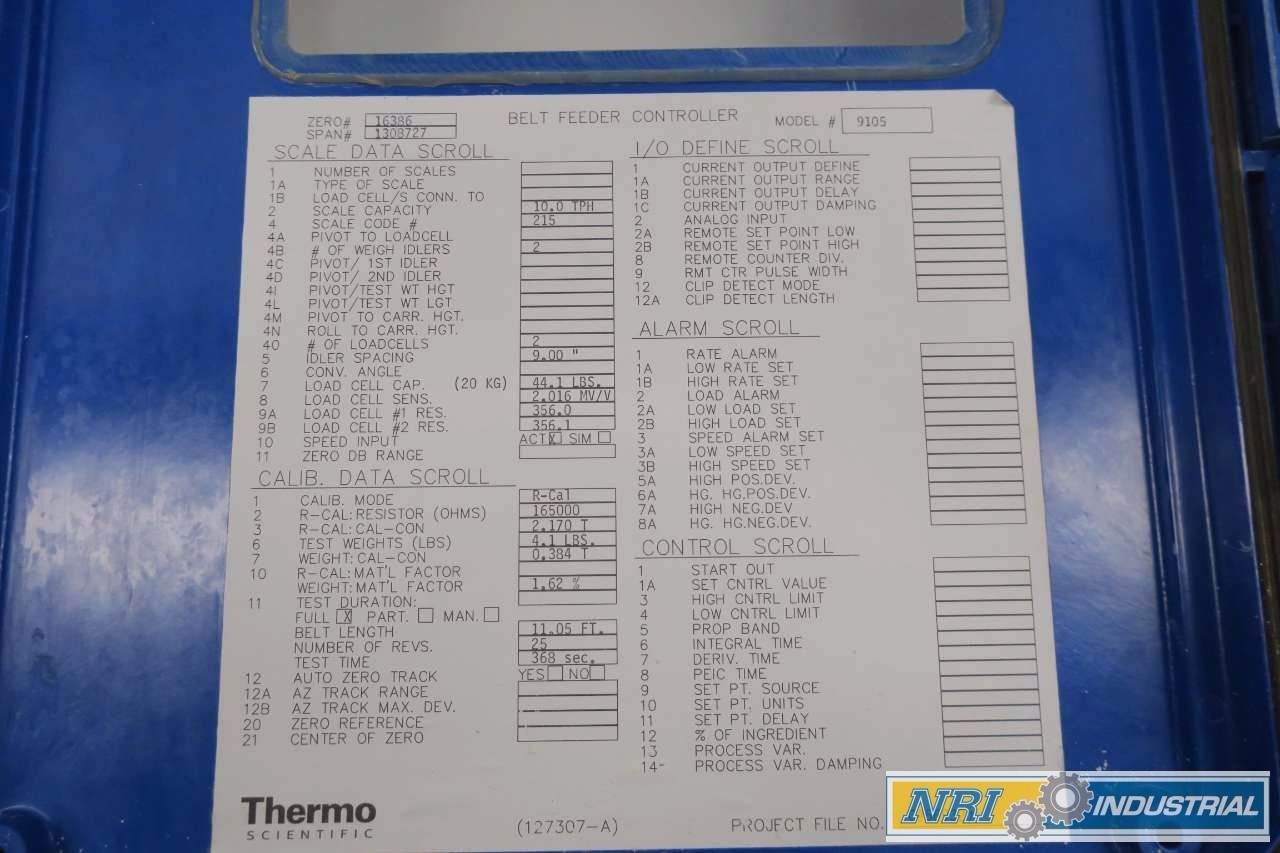 BELT FEEDER CONTROLLER
ZERO# 16386
SPAN# 1308727
MODEL # 9105
SCALE DATA SCROLL
1 NUMBER OF SCALES
1A TYPE OF SCALE
1B LOAD CELL/S CONN. TO
2 SCALE CAPACITY 10.0 TPH
4 SCALE CODE # 215
4A PIVOT TO LOADCELL
4B # OF WEIGH IDLERS 2
4C PIVOT/ 1ST IDLER
4D PIVOT/ 2ND IDLER
4I PIVOT/TEST WT HGT
4L PIVOT/TEST WT LGT
4M PIVOT TO CARR. HGT.
4N ROLL TO CARR. HGT.
40 # OF LOADCELLS 2
5 IDLER SPACING 9.00 "
6 CONV. ANGLE
7 LOAD CELL CAP. (20 KG) 44.1 LBS.
8 LOAD CELL SENS. 2.016 MV/V
9A LOAD CELL #1 RES. 356.0
9B LOAD CELL #2 RES. 356.1
10 SPEED INPUT ACT X SIM
11 ZERO DB RANGE
CALIB. DATA SCROLL
1 CALIB. MODE R-Cal
2 R-CAL: RESISTOR (OHMS) 165000
3 R-CAL: CAL-CON 2.170 T
6 TEST WEIGHTS (LBS) 4.1 LBS.
7 WEIGHT: CAL-CON 0.384 T
10 R-CAL: MAT'L FACTOR
WEIGHT: MAT'L FACTOR 1.62 %
11 TEST DURATION:
FULL X PART. MAN.
BELT LENGTH 11.05 FT.
NUMBER OF REVS. 25
TEST TIME 368 sec.
12 AUTO ZERO TRACK YES NO
12A AZ TRACK RANGE
12B AZ TRACK MAX. DEV.
20 ZERO REFERENCE
21 CENTER OF ZERO
I/O DEFINE SCROLL
1 CURRENT OUTPUT DEFINE
1A CURRENT OUTPUT RANGE
1B CURRENT OUTPUT DELAY
1C CURRENT OUTPUT DAMPING
2 ANALOG INPUT
2A REMOTE SET POINT LOW
2B REMOTE SET POINT HIGH
8 REMOTE COUNTER DIV.
9 RMT CTR PULSE WIDTH
12 CLIP DETECT MODE
12A CLIP DETECT LENGTH
ALARM SCROLL
1 RATE ALARM
1A LOW RATE SET
1B HIGH RATE SET
2 LOAD ALARM
2A LOW LOAD SET
2B HIGH LOAD SET
3 SPEED ALARM SET
3A LOW SPEED SET
3B HIGH SPEED SET
5A HIGH POS.DEV.
6A HG. HG.POS.DEV.
7A HIGH NEG.DEV
8A HG. HG.NEG.DEV.
CONTROL SCROLL
1 START OUT
1A SET CNTRL VALUE
3 HIGH CNTRL LIMIT
4 LOW CNTRL LIMIT
5 PROP BAND
6 INTEGRAL TIME
7 DERIV. TIME
8 PEIC TIME
9 SET PT. SOURCE
10 SET PT. UNITS
11 SET PT. DELAY
12 % OF INGREDIENT
13 PROCESS VAR.
14- PROCESS VAR. DAMPING
Thermo
SCIENTIFIC
(127307-A)
PROJECT FILE NO.
NRI INDUSTRIAL